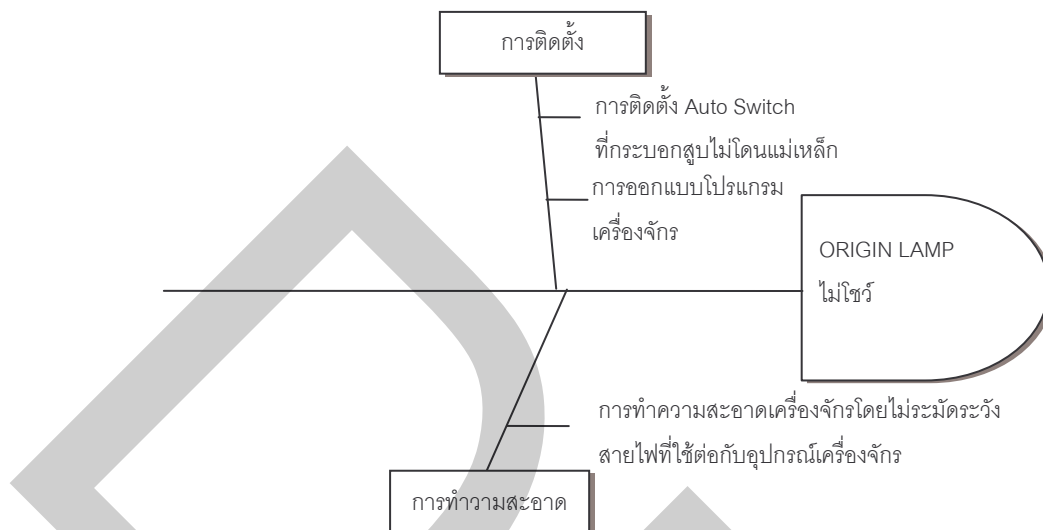 การติดตั้ง
การติดตั้ง Auto Switch
ที่กระบอกสูบไม่โดนแม่เหล็ก
การออกแบบโปรแกรม
เครื่องจักร
ORIGIN LAMP
ไม่โชว์
การทำความสะอาดเครื่องจักรโดยไม่ระมัดระวัง
สายไฟที่ใช้ต่อกับอุปกรณ์เครื่องจักร
การทำวามสะอาด